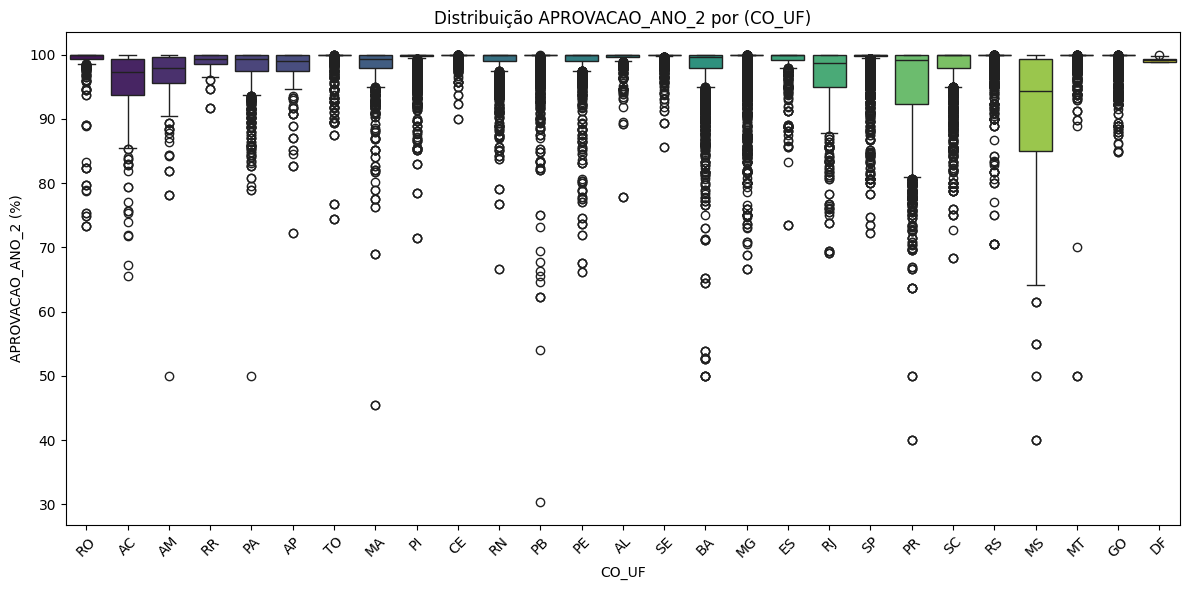 Distribuição APROVACAO_ANO_2 por (CO_UF)
APROVACAO_ANO_2 (%)
100
90
80
70
60
50
40
30
RO AC AM RR PA AP TO MA PI CE RN PB PE AL SE BA MG ES RJ SP PR SC RS MS MT GO DF
CO_UF